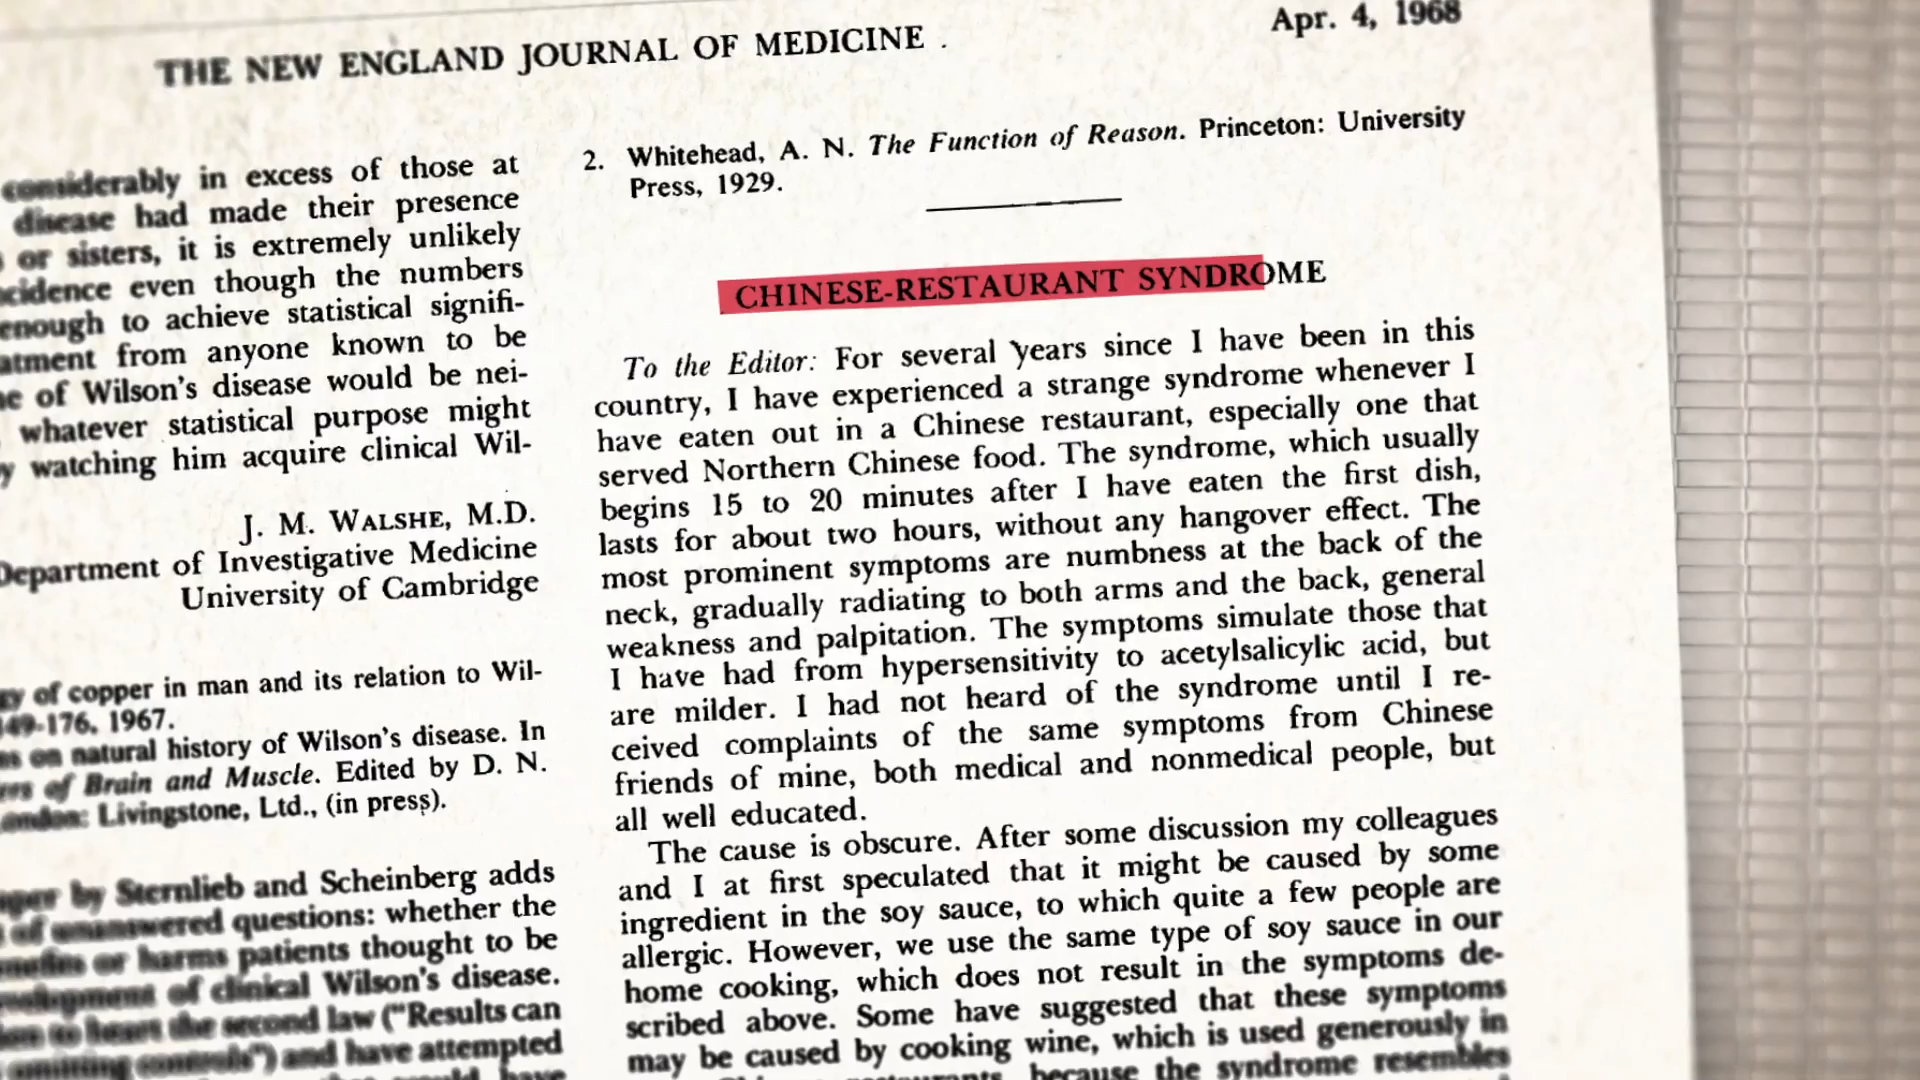 THE NEW ENGLAND JOURNAL OF MEDICINE
Apr. 4, 1968
considerably in excess of those at
disease had made their presence
or sisters, it is extremely unlikely
even though the numbers
enough to achieve statistical signifi-
from anyone known to be
of Wilson's disease would be nei-
whatever statistical purpose might
watching him acquire clinical Wil-
J. M. WALSHE, M.D.
Department of Investigative Medicine
University of Cambridge
of copper in man and its relation to Wil-
149-176, 1967.
on natural history of Wilson's disease. In
of Brain and Muscle. Edited by D. N.
Livingstone, Ltd., (in press).
by Sternlieb and Scheinberg adds
of unanswered questions: whether the
or harms patients thought to be
of clinical Wilson's disease.
the second law ("Results can
omitting controls") and have attempted
have
2. Whitehead, A. N. The Function of Reason. Princeton: University
Press, 1929.
CHINESE-RESTAURANT SYNDROME
To the Editor: For several years since I have been in this
country, I have experienced a strange syndrome whenever I
have eaten out in a Chinese restaurant, especially one that
served Northern Chinese food. The syndrome, which usually
begins 15 to 20 minutes after I have eaten the first dish,
lasts for about two hours, without any hangover effect. The
most prominent symptoms are numbness at the back of the
neck, gradually radiating to both arms and the back, general
weakness and palpitation. The symptoms simulate those that
I have had from hypersensitivity to acetylsalicylic acid, but
are milder. I had not heard of the syndrome until I re-
ceived complaints of the same symptoms from Chinese
friends of mine, both medical and nonmedical people, but
all well educated.
The cause is obscure. After some discussion my colleagues
and I at first speculated that it might be caused by some
ingredient in the soy sauce, to which quite a few people are
allergic. However, we use the same type of soy sauce in our
home cooking, which does not result in the symptoms de-
scribed above. Some have suggested that these symptoms
may be caused by cooking wine, which is used generously in
because the syndrome resembles